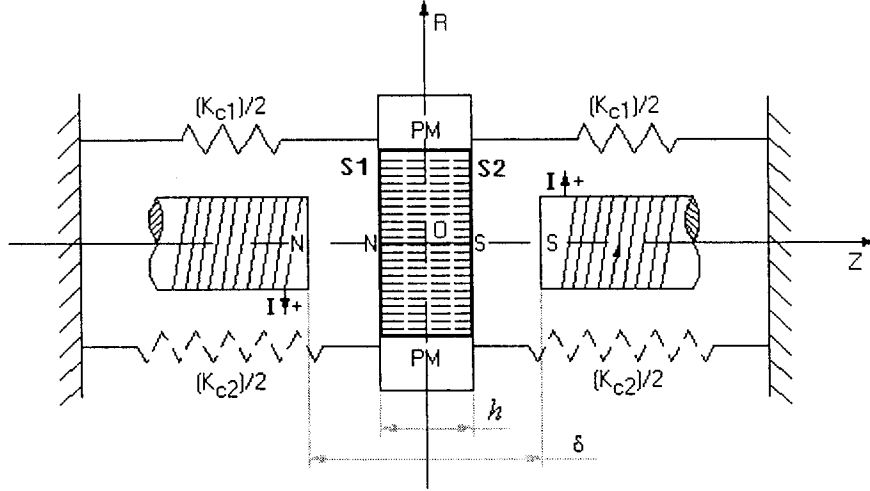 R
(Kc1)/2
(Kc1)/2
PM
S1
S2
I +
O
N
N
S
S
Z
I +
PM
(Kc2)/2
(Kc2)/2
h
δ